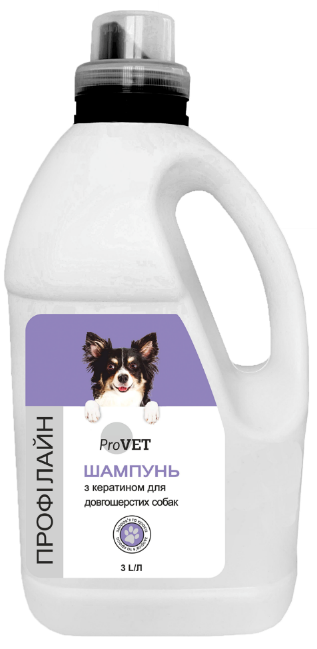 ПРОФІЛАЙН
ProVET
ШАМПУНЬ
з кератином для
довгошерстих собак
3 L/Л